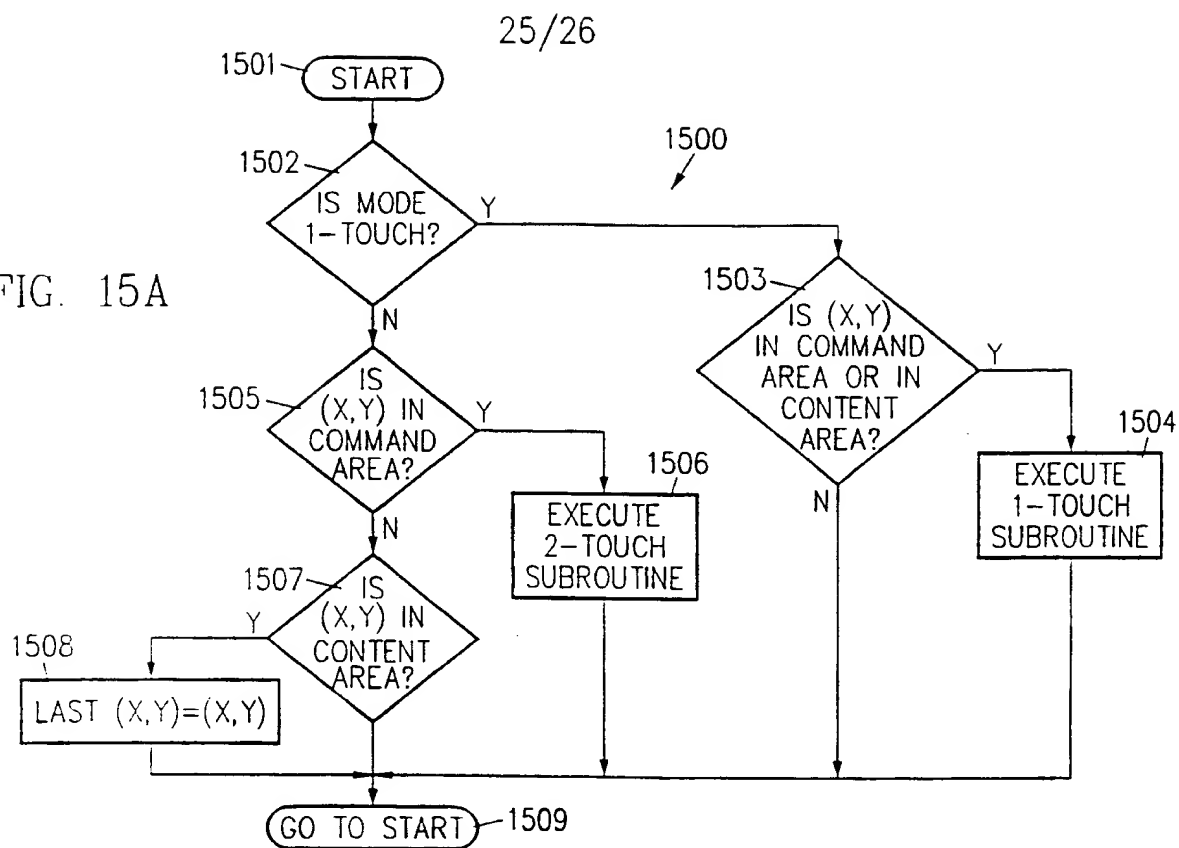 25/26
1501
START
1500
1502
IS MODE
1-TOUCH?
Y
N
FIG. 15A
1503
IS (X,Y)
IN COMMAND
AREA OR IN
CONTENT
AREA?
Y
N
1504
EXECUTE
1-TOUCH
SUBROUTINE
1505
IS
(X,Y) IN
COMMAND
AREA?
Y
N
1506
EXECUTE
2-TOUCH
SUBROUTINE
1507
IS
(X,Y) IN
CONTENT
AREA?
Y
1508
LAST (X,Y)=(X,Y)
GO TO START
1509